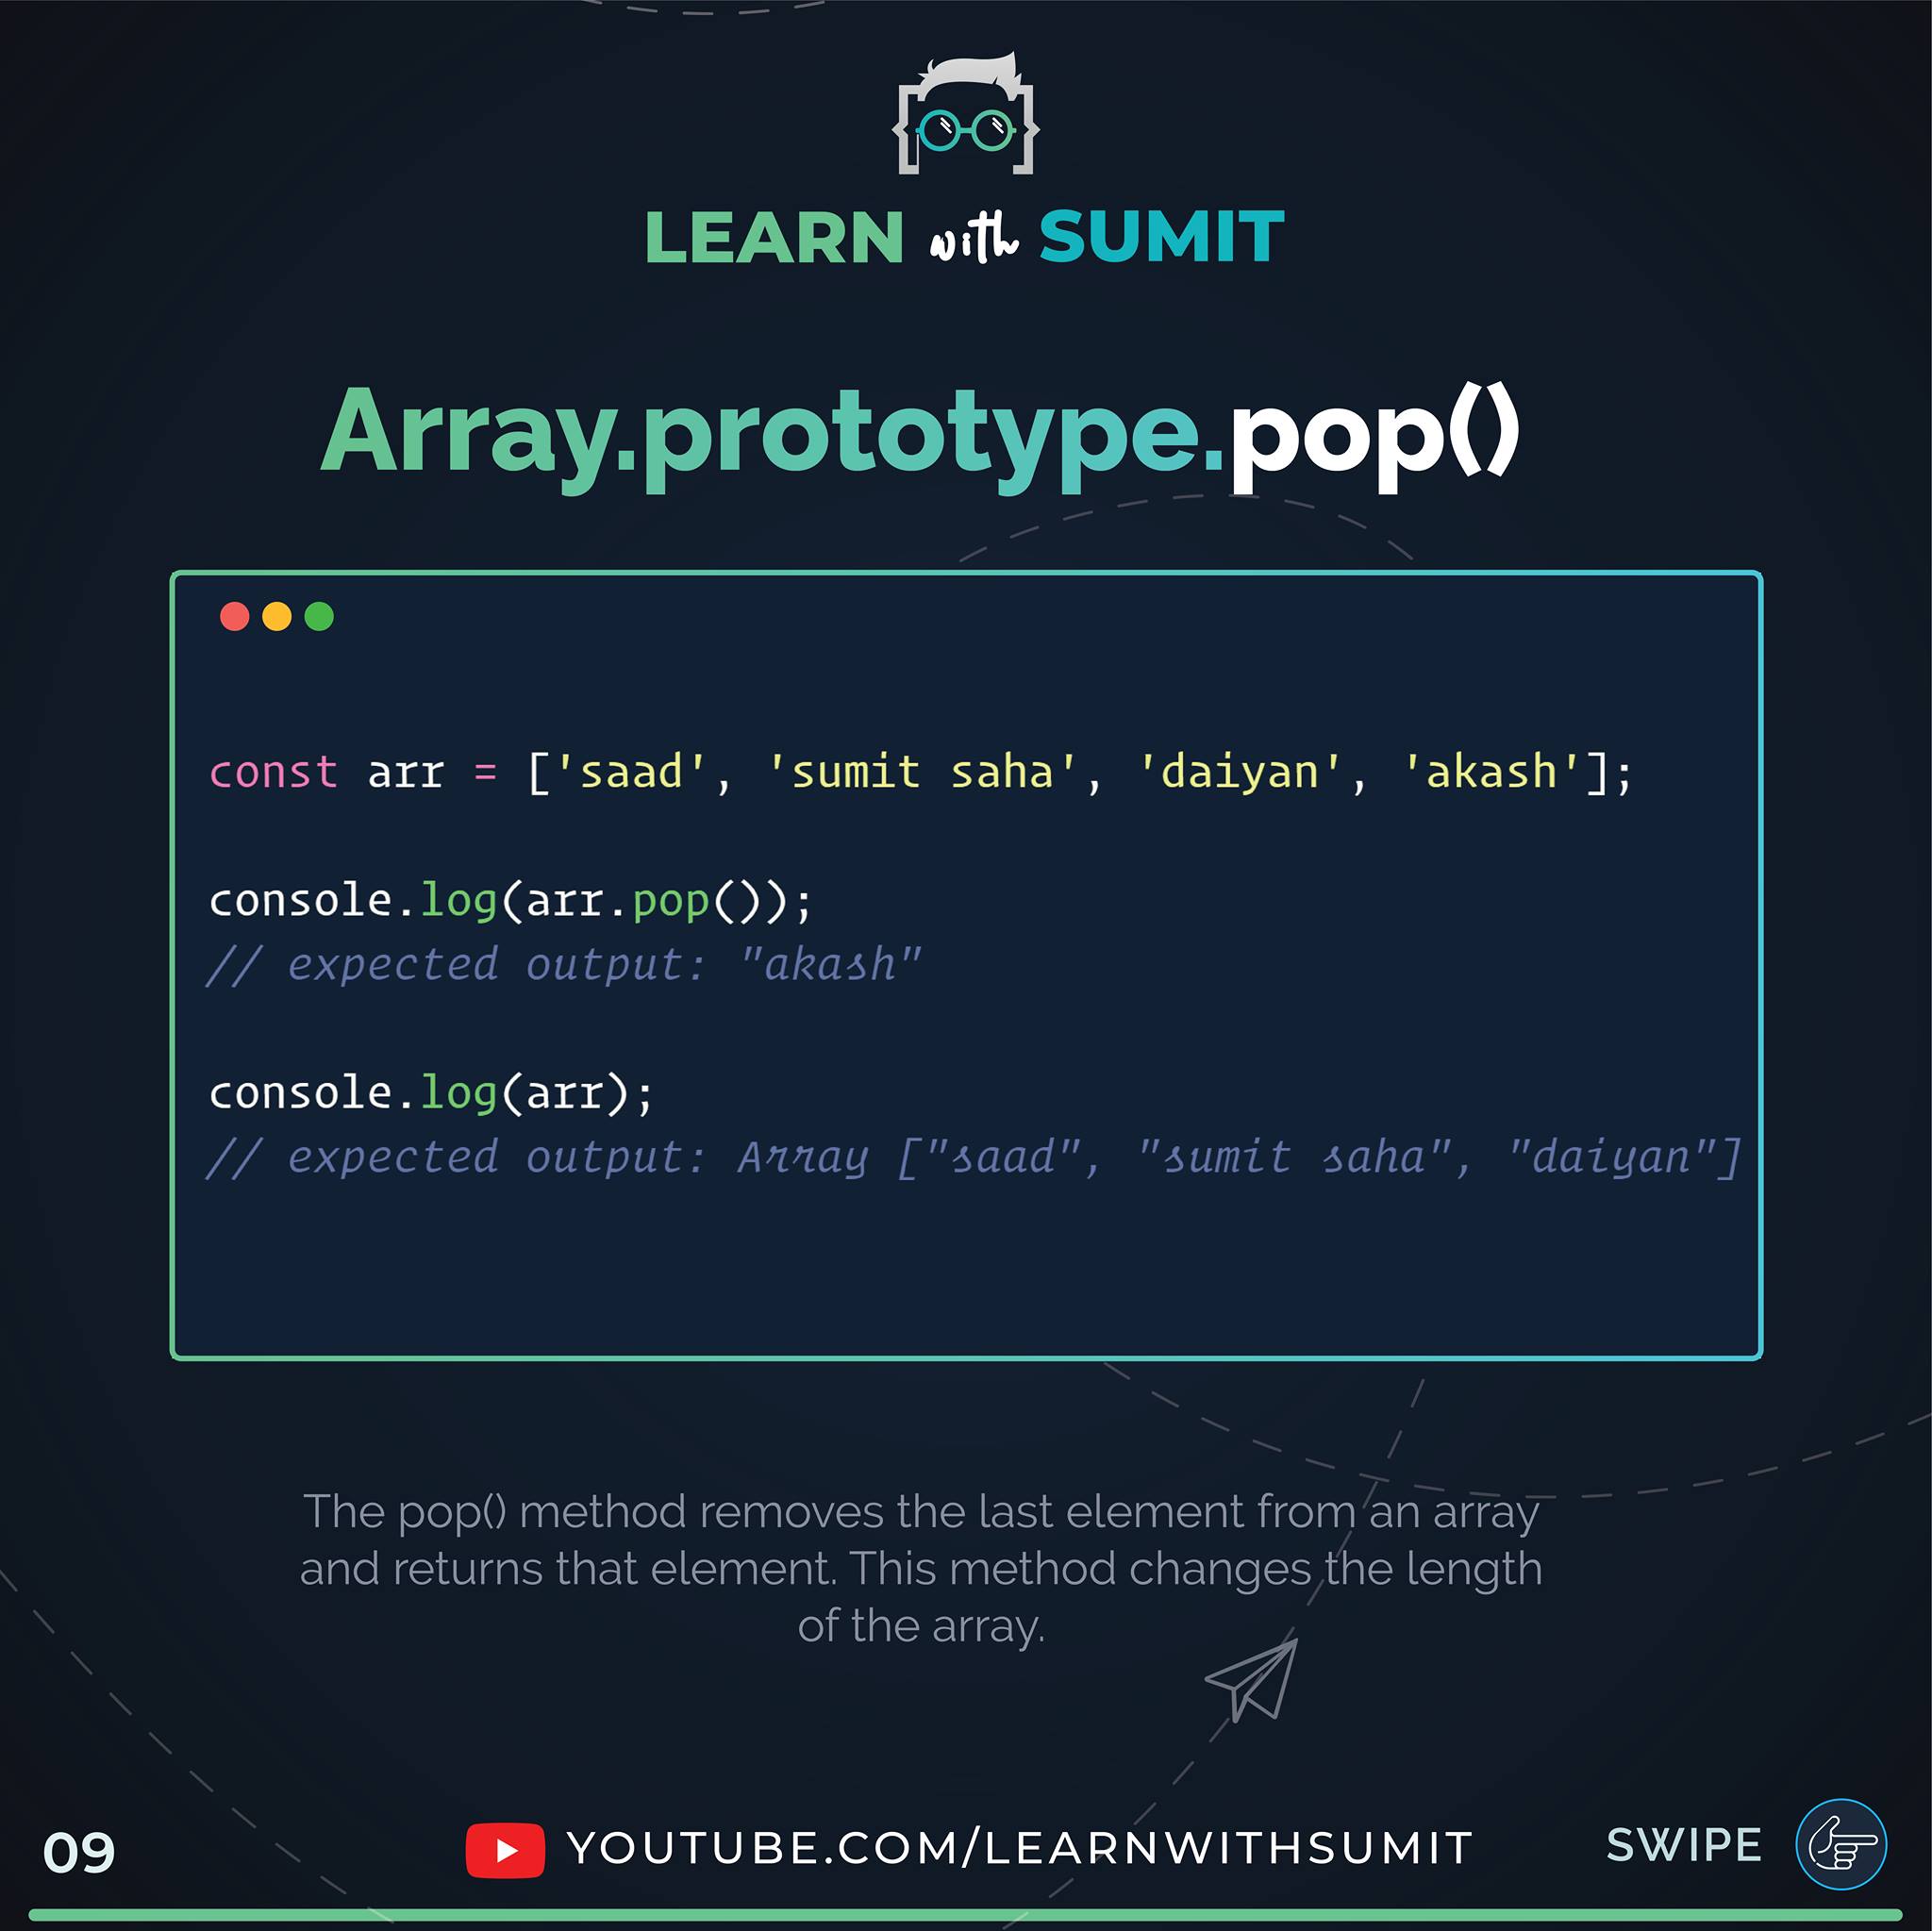 LEARN with SUMIT
Array.prototype.pop()
const arr = ['saad', 'sumit saha', 'daiyan', 'akash'];
console.log(arr.pop());
// expected output: "akash"
console.log(arr);
// expected output: Array ["saad", "sumit saha", "daiyan"]
The pop() method removes the last element from an array
and returns that element. This method changes the length
of the array.
09
YOUTUBE.COM/LEARNWITHSUMIT
SWIPE